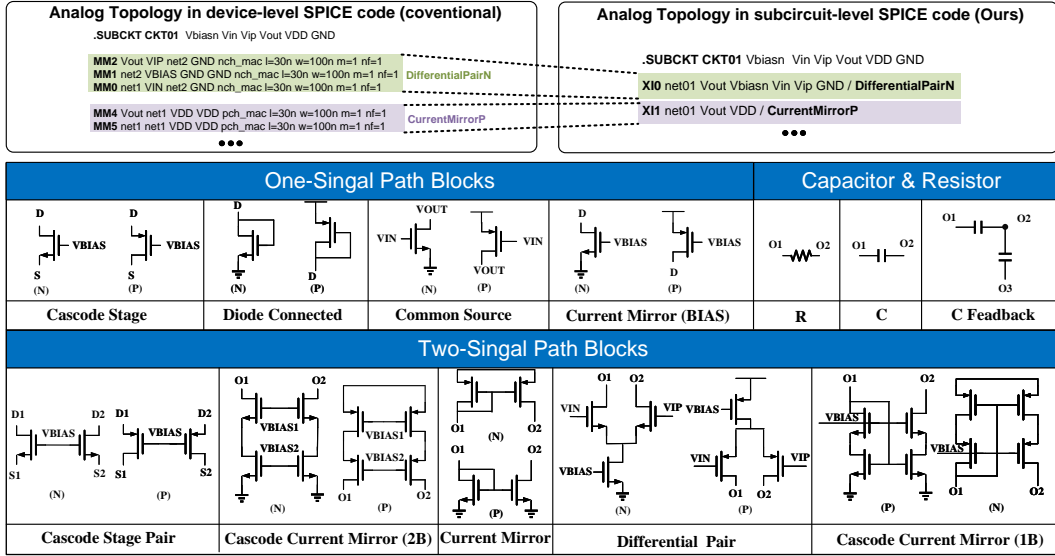 Analog Topology in device-level SPICE code (coventional)
.SUBCKT CKT01 Vbiasn Vin Vip Vout VDD GND
MM2 Vout VIP net2 GND nch_mac l=30n w=100n m=1 nf=1
MM1 net2 VBIAS GND GND nch_mac l=30n w=100n m=1 nf=1
MM0 net1 VIN net2 GND nch_mac l=30n w=100n m=1 nf=1
DifferentialPairN
MM4 Vout net1 VDD VDD pch_mac l=30n w=100n m=1 nf=1
MM5 net1 net1 VDD VDD pch_mac l=30n w=100n m=1 nf=1
CurrentMirrorP
●●●
Analog Topology in subcircuit-level SPICE code (Ours)
.SUBCKT CKT01 Vbiasn Vin Vip Vout VDD GND
XI0 net01 Vout Vbiasn Vin Vip GND / DifferentialPairN
XI1 net01 Vout VDD / CurrentMirrorP
●●●
One-Singal Path Blocks
Capacitor & Resistor
D
VBIAS
S
(N)
D
VBIAS
S
(P)
Cascode Stage
D
(N)
D
(P)
Diode Connected
VOUT
VIN
(N)
VIN
VOUT
(P)
Common Source
D
VBIAS
(N)
VBIAS
D
(P)
Current Mirror (BIAS)
O1 O2
R
O1 O2
C
O1 O2
O3
C Feadback
Two-Singal Path Blocks
D1 D2
VBIAS
S1 S2
(N)
D1 D2
VBIAS
S1 S2
(P)
Cascode Stage Pair
O1 O2
VBIAS1
VBIAS2
(N)
VBIAS1
VBIAS2
O1 O2
(P)
Cascode Current Mirror (2B)
O1 O2
(N)
O1 O2
(P)
Current Mirror
O1 O2
VIN VIP
VBIAS
(N)
VBIAS
VIN VIP
O1 O2
(P)
Differential Pair
O1 O2
VBIAS
(P)
VBIAS
O1 O2
(N)
Cascode Current Mirror (1B)